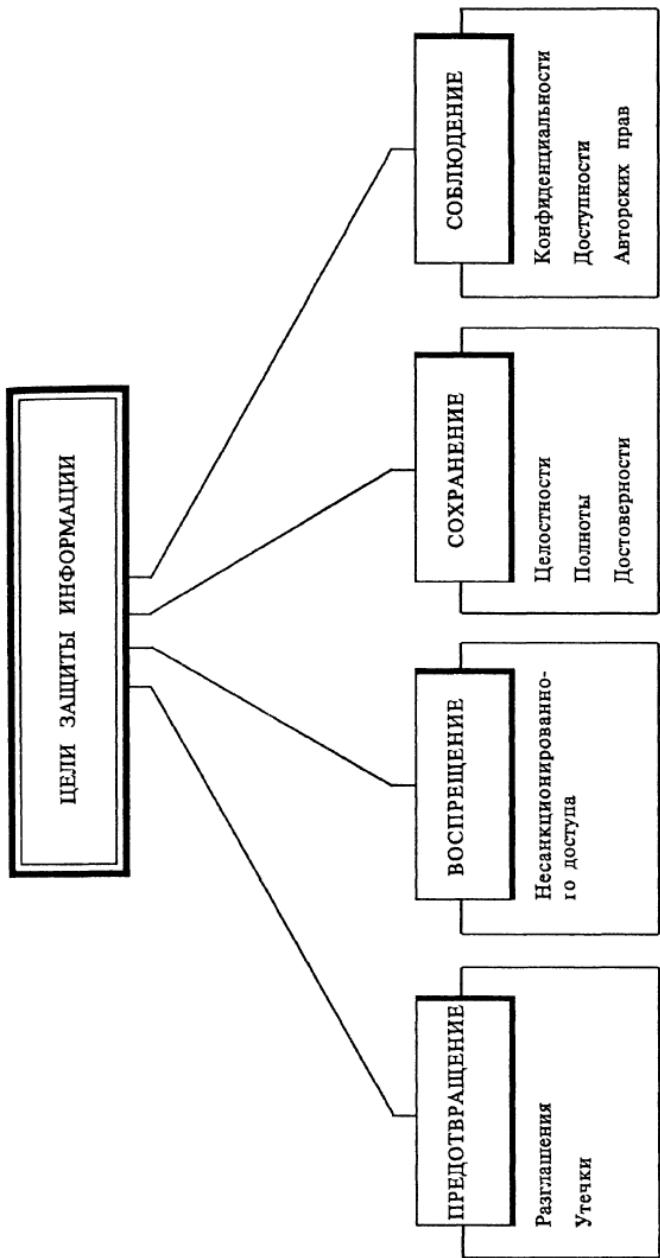 ЦЕЛИ ЗАЩИТЫ ИНФОРМАЦИИ
ПРЕДОТВРАЩЕНИЕ
Разглашения
Утечки
ВОСПРЕЩЕНИЕ
Несанкционированно-
го доступа
СОХРАНЕНИЕ
Целостности
Полноты
Достоверности
СОБЛЮДЕНИЕ
Конфиденциальности
Доступности
Авторских прав